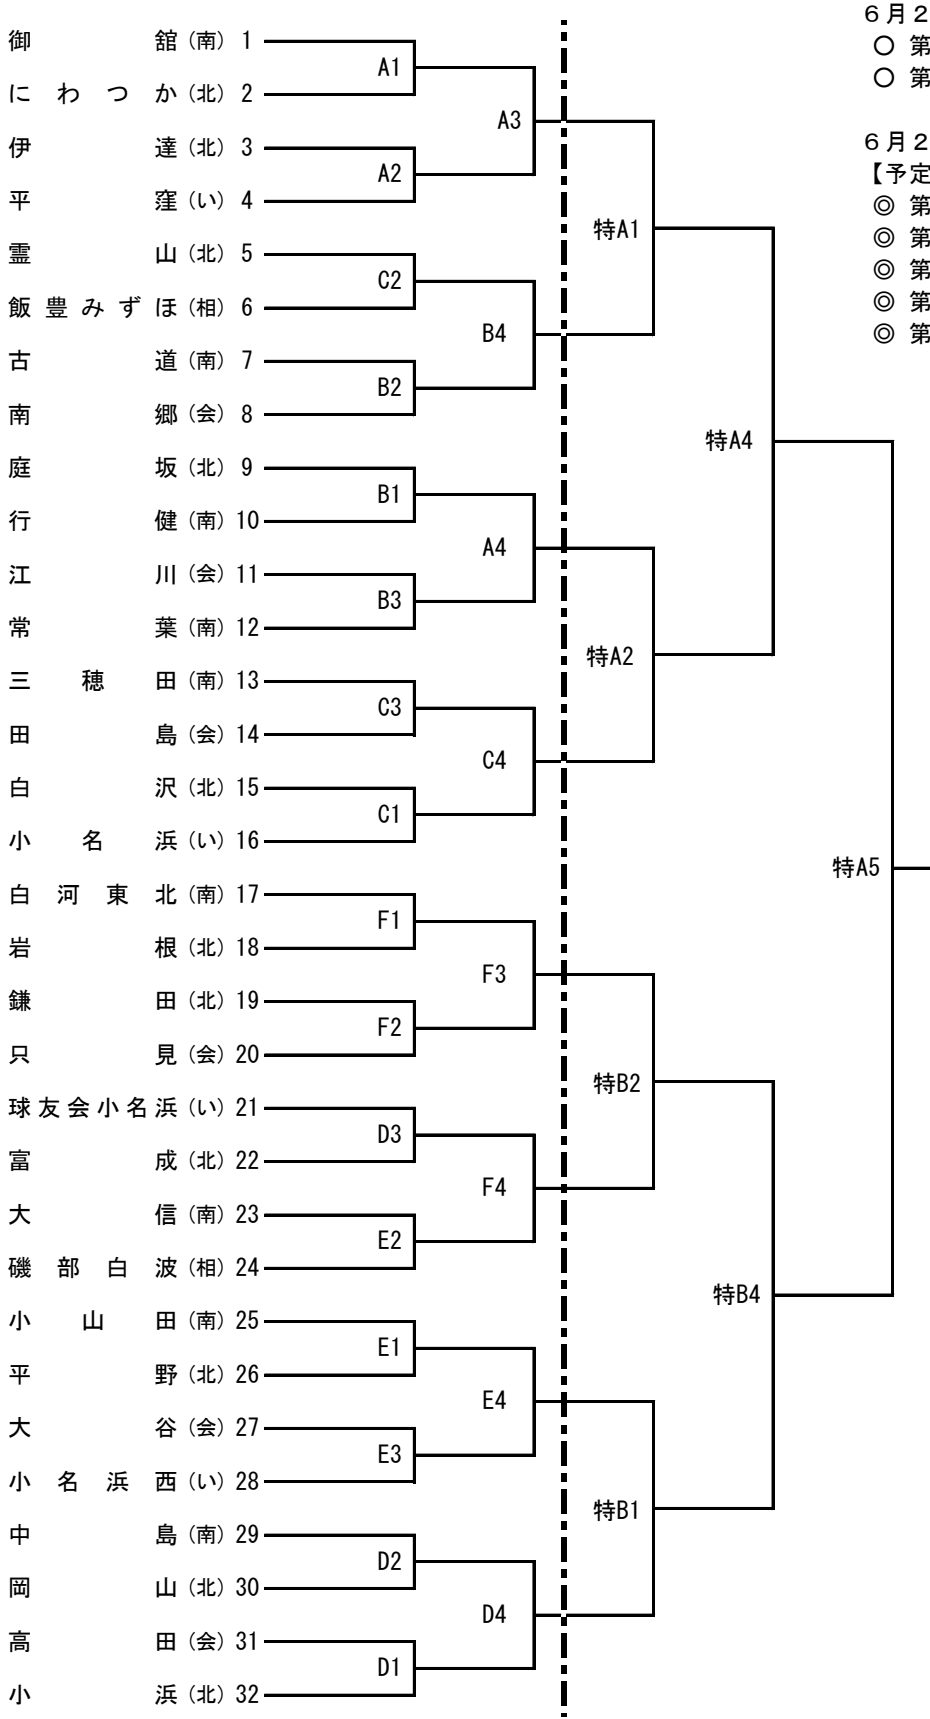 御舘（南） 1
にわつか（北） 2
伊達（北） 3
平窪（い） 4
霊山（北） 5
飯豊みずほ（相） 6
古道（南） 7
南郷（会） 8
庭坂（北） 9
行健（南） 10
江川（会） 11
常葉（南） 12
三穂田（南） 13
田島（会） 14
白沢（北） 15
小名浜（い） 16
白河東北（南） 17
岩根（北） 18
鎌田（北） 19
只見（会） 20
球友会小名浜（い） 21
富成（北） 22
大信（南） 23
磯部白波（相） 24
小山田（南） 25
平野（北） 26
大谷（会） 27
小名浜西（い） 28
中島（南） 29
岡山（北） 30
高田（会） 31
小浜（北） 32
A1
A2
C2
B2
B1
B3
C3
C1
F1
F2
D3
E2
E1
E3
D2
D1
A3
B4
A4
C4
F3
F4
E4
D4
特A1
特A2
特B2
特B1
特A4
特B4
特A5
６月２
○ 第
○ 第
６月２
【予定
◎ 第
◎ 第
◎ 第
◎ 第
◎ 第